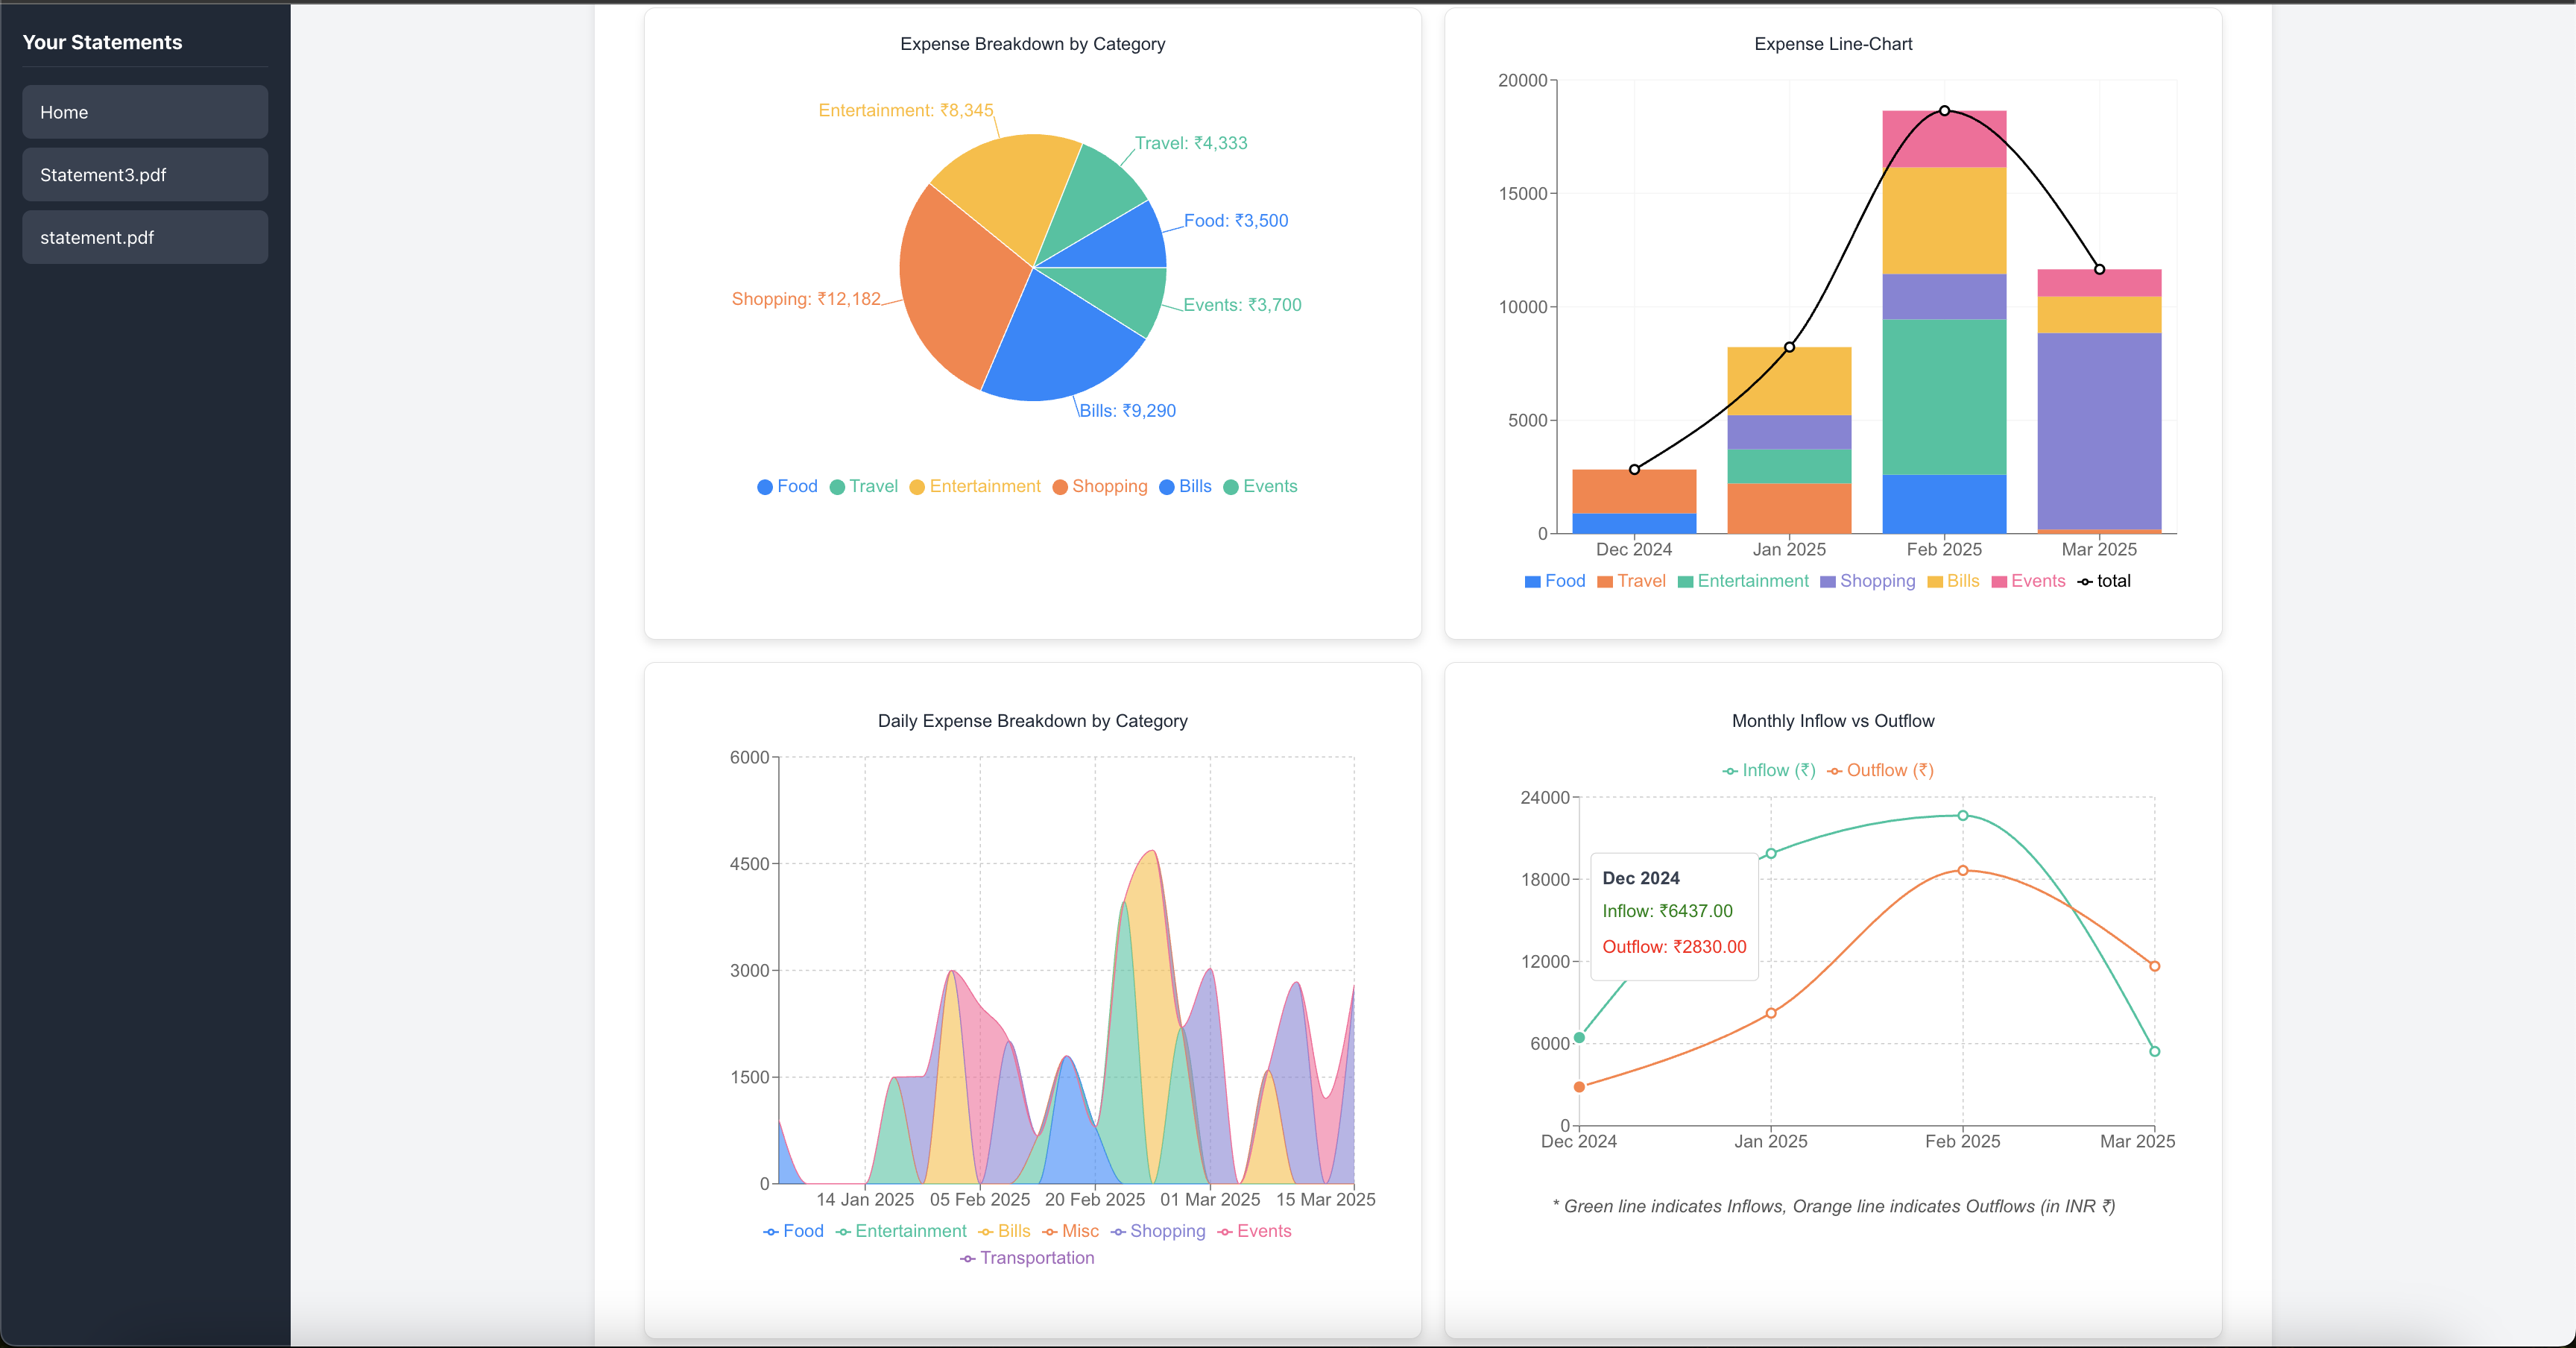 Your Statements
Home
Statement3.pdf
statement.pdf
Expense Breakdown by Category
Entertainment: ₹8,345
Travel: ₹4,333
Food: ₹3,500
Shopping: ₹12,182
Events: ₹3,700
Bills: ₹9,290
Food Travel Entertainment Shopping Bills Events
Expense Line-Chart
20000
15000
10000
5000
0
Dec 2024 Jan 2025 Feb 2025 Mar 2025
Food Travel Entertainment Shopping Bills Events total
Daily Expense Breakdown by Category
6000
4500
3000
1500
0
14 Jan 2025 05 Feb 2025 20 Feb 2025 01 Mar 2025 15 Mar 2025
Food Entertainment Bills Misc Shopping Events
Transportation
Monthly Inflow vs Outflow
Inflow (₹) Outflow (₹)
24000
18000
12000
6000
0
Dec 2024
Inflow: ₹6437.00
Outflow: ₹2830.00
Dec 2024 Jan 2025 Feb 2025 Mar 2025
* Green line indicates Inflows, Orange line indicates Outflows (in INR ₹)